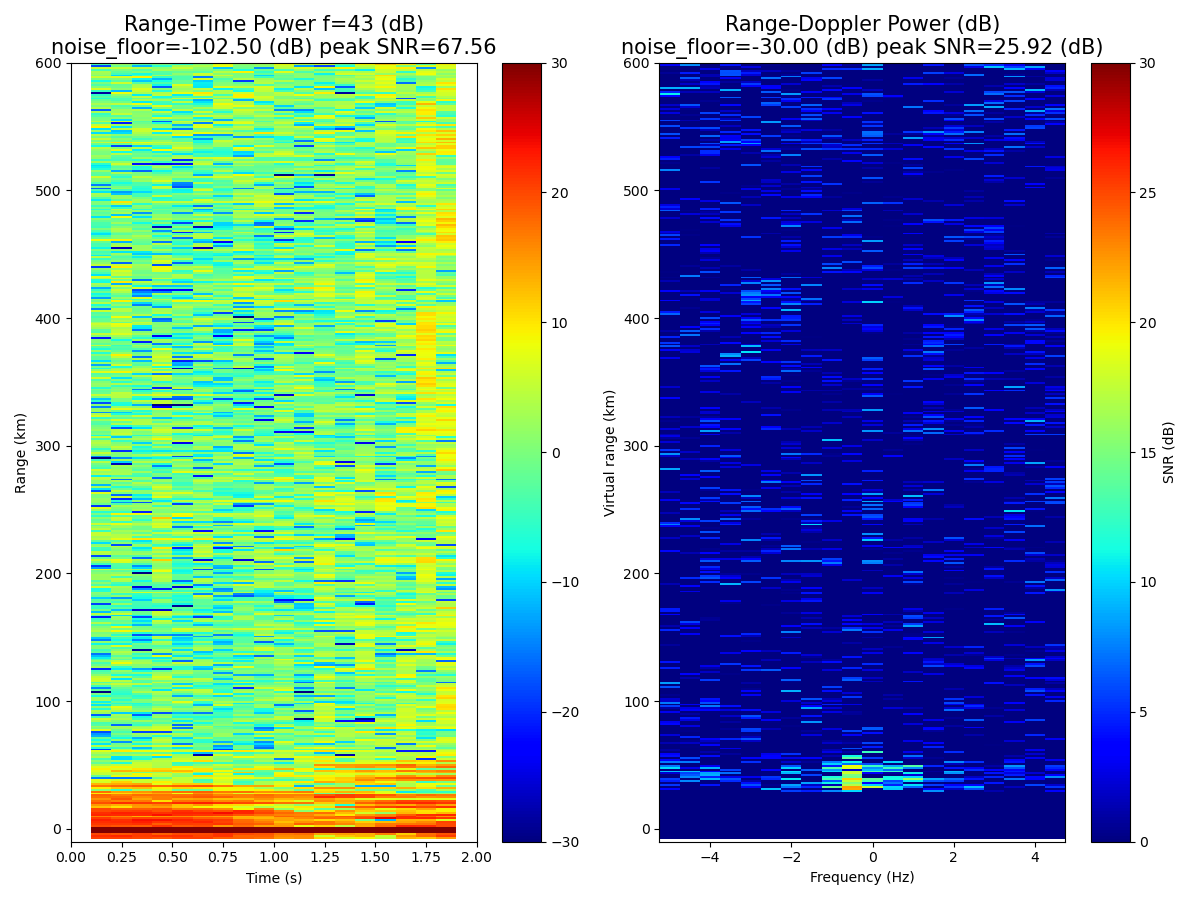 Range-Time Power f=43 (dB)
noise_floor=-102.50 (dB) peak SNR=67.56
600
500
400
300
200
100
0
Range (km)
0.00 0.25 0.50 0.75 1.00 1.25 1.50 1.75 2.00
Time (s)
30
20
10
0
−10
−20
−30
Range-Doppler Power (dB)
noise_floor=-30.00 (dB) peak SNR=25.92 (dB)
600
500
400
300
200
100
0
Virtual range (km)
−4 −2 0 2 4
Frequency (Hz)
30
25
20
15
10
5
0
SNR (dB)